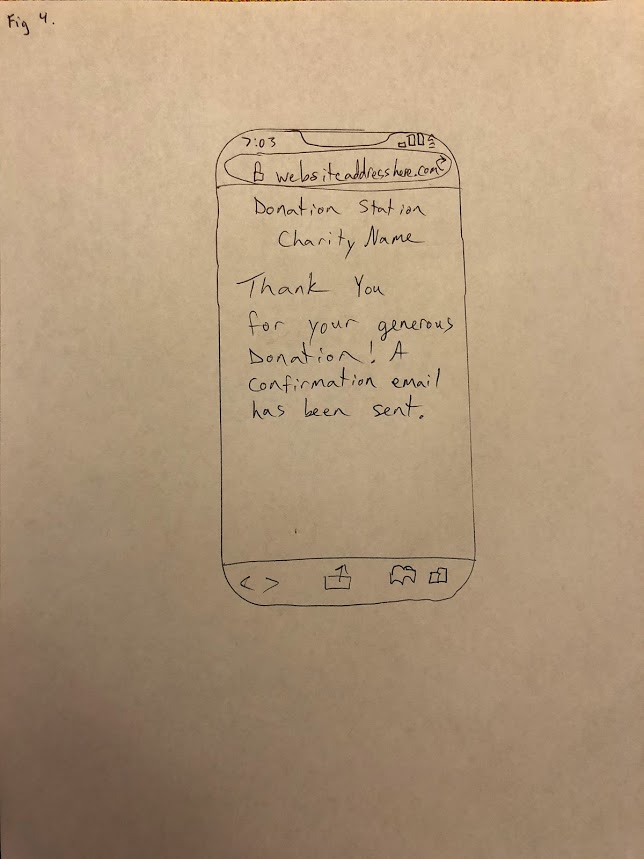 Fig 4.
7:03
websiteaddresshere.com
Donation Station
Charity Name
Thank You
for your generous
Donation! A
confirmation email
has been sent.